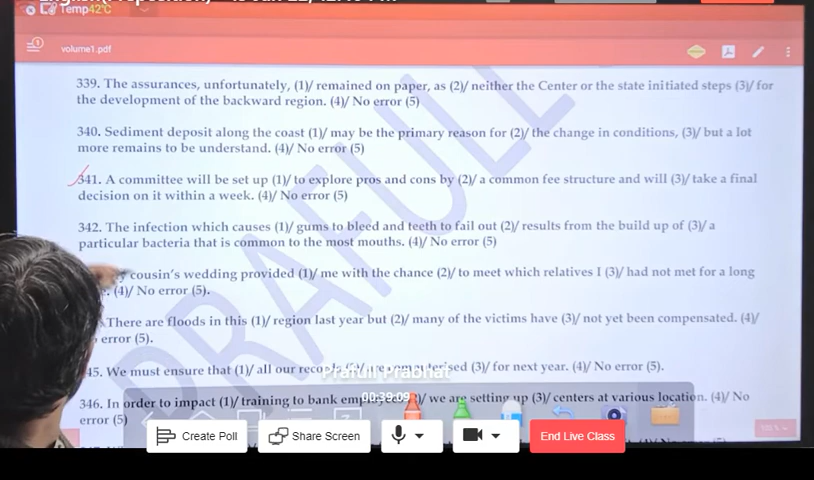 Temp42°C
volume1.pdf
339. The assurances, unfortunately, (1)/ remained on paper, as (2)/ neither the Center or the state initiated steps (3)/ for
the development of the backward region. (4)/ No error (5)
340. Sediment deposit along the coast (1)/ may be the primary reason for (2)/ the change in conditions, (3)/ but a lot
more remains to be understand. (4)/ No error (5)
341. A committee will be set up (1)/ to explore pros and cons by (2)/ a common fee structure and will (3)/ take a final
decision on it within a week. (4)/ No error (5)
342. The infection which causes (1)/ gums to bleed and teeth to fail out (2)/ results from the build up of (3)/ a
particular bacteria that is common to the most mouths. (4)/ No error (5)
cousin's wedding provided (1)/ me with the chance (2)/ to meet which relatives I (3)/ had not met for a long
(4)/ No error (5).
There are floods in this (1)/ region last year but (2)/ many of the victims have (3)/ not yet been compensated. (4)/
error (5).
45. We must ensure that (1)/ all our (3)/ for next year. (4)/ No error (5).
Prafull Prabhat
00:39:09
346. In order to impact (1)/ training to bank we are setting up (3)/ centers at various location. (4)/ No
error (5)
Create Poll
Share Screen
End Live Class
PRAFULL